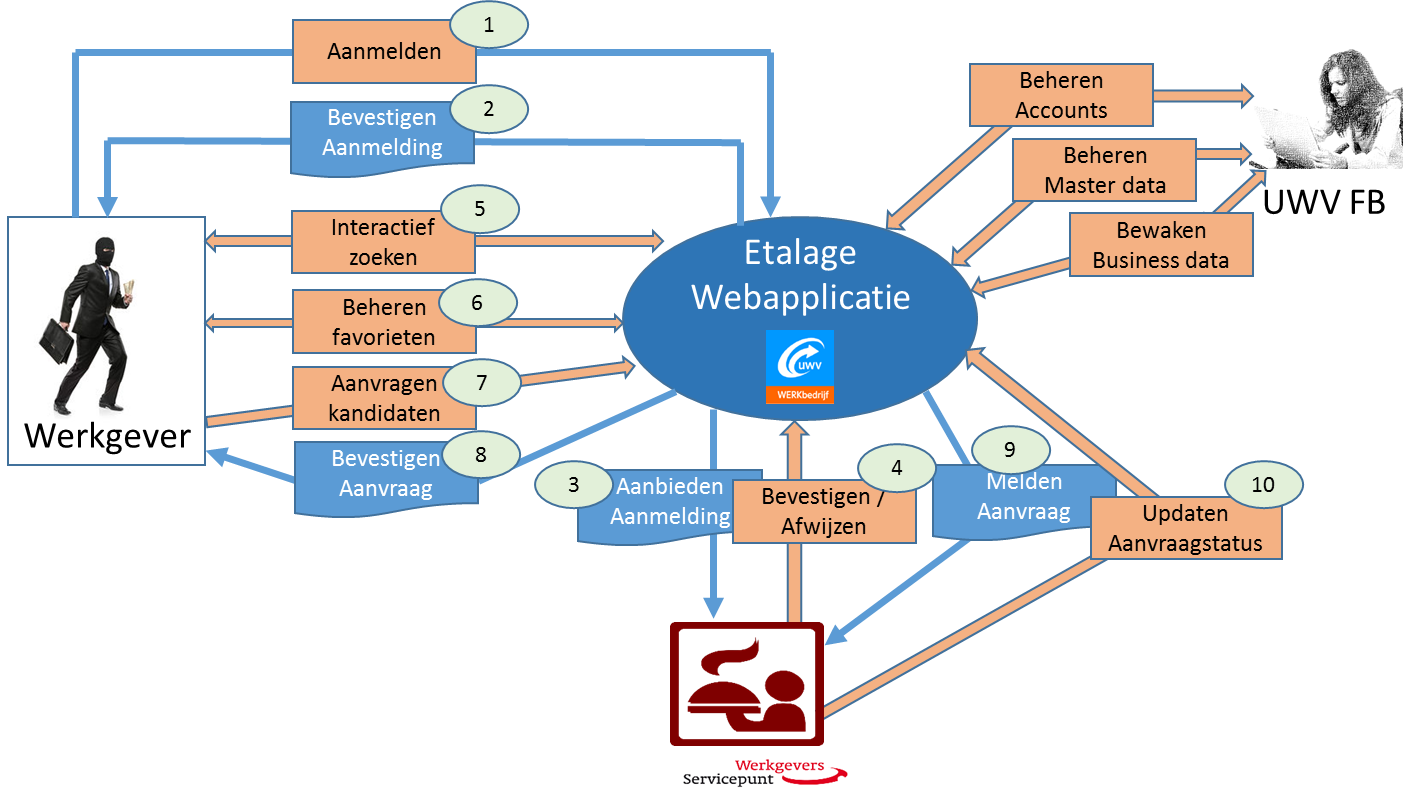 1
Aanmelden
2
Bevestigen
Aanmelding
5
Interactief
zoeken
6
Beheren
favorieten
7
Aanvragen
kandidaten
8
Bevestigen
Aanvraag
Werkgever
Etalage
Webapplicatie
UWV
WERKbedrijf
Beheren
Accounts
Beheren
Master data
Bewaken
Business data
UWV FB
3
Aanbieden
Aanmelding
4
Bevestigen /
Afwijzen
9
Melden
Aanvraag
10
Updaten
Aanvraagstatus
Werkgevers
Servicepunt